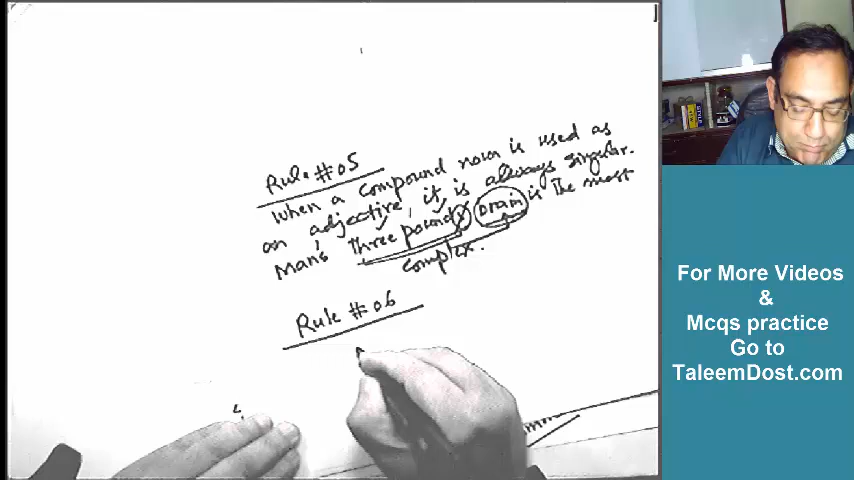 Rule #05
When a compound noun is used as
an adjective, it is always singular.
Man's three pounds brain is the most
complex.
Rule #06
For More Videos
&
Mcqs practice
Go to
TaleemDost.com